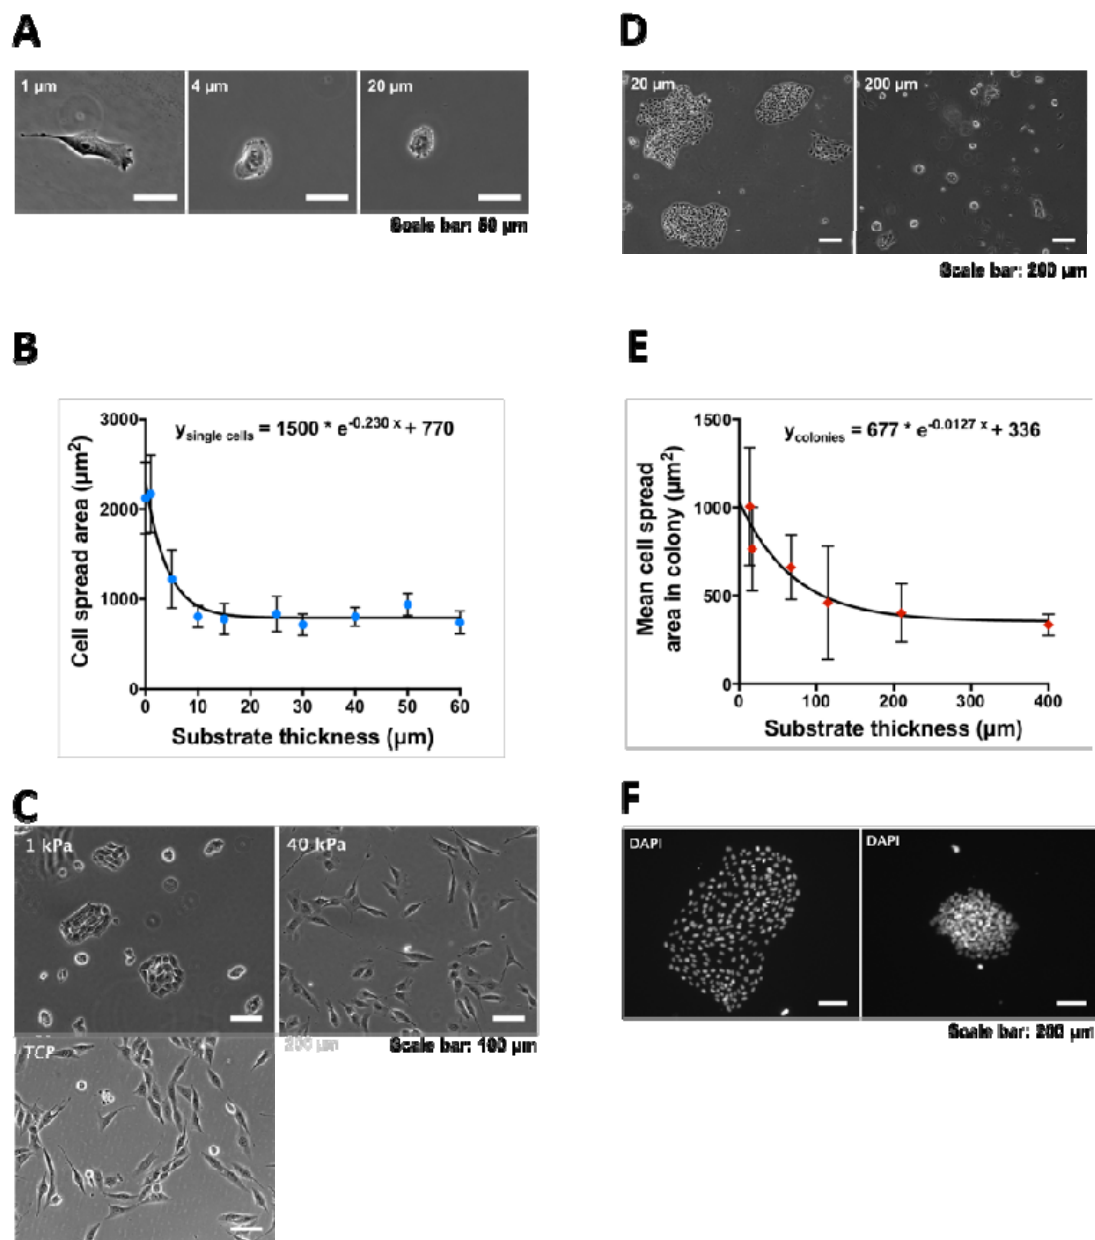 A
1 µm
4 µm
20 µm
Scale bar: 50 µm
B
y single cells = 1500 * e^-0.230 x + 770
Cell spread area (µm²)
3000
2000
1000
0
0 10 20 30 40 50 60
Substrate thickness (µm)
C
1 kPa
40 kPa
200 µm
Scale bar: 100 µm
TCP
D
20 µm
200 µm
Scale bar: 200 µm
E
y colonies = 677 * e^-0.0127 x + 336
Mean cell spread
area in colony (µm²)
1500
1000
500
0
0 100 200 300 400
Substrate thickness (µm)
F
DAPI
DAPI
Scale bar: 200 µm